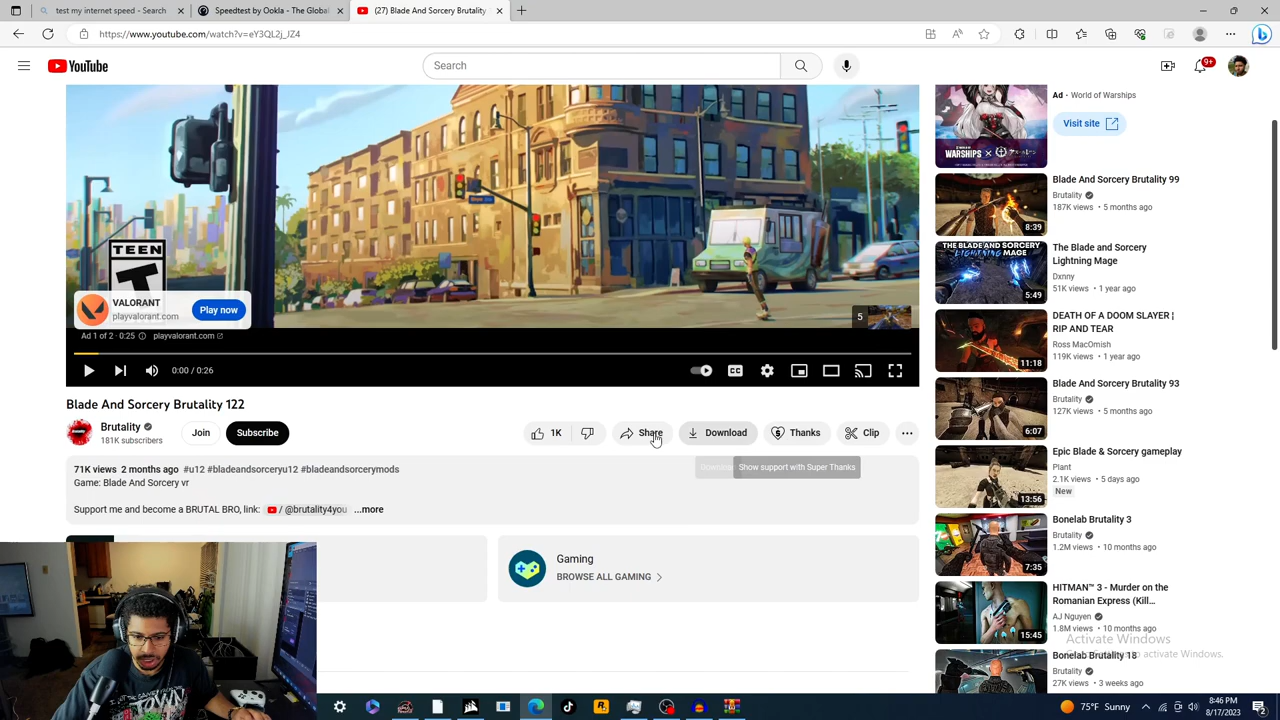 test my internet - Search
Speedtest by Ookla - The Global
(27) Blade And Sorcery Brutality
https://www.youtube.com/watch?v=eY3QL2j_JZ4
YouTube
Search
9+
TEEN
T
VALORANT
playvalorant.com
Play now
5
Ad 1 of 2 · 0:25
playvalorant.com
0:00 / 0:26
CC
Blade And Sorcery Brutality 122
Brutality
181K subscribers
Join
Subscribe
1K
Share
Download
Thanks
Clip
Show support with Super Thanks
71K views 2 months ago #u12 #bladeandsorceryu12 #bladeandsorcerymods
Game: Blade And Sorcery vr
Support me and become a BRUTAL BRO, link: / @brutality4you ...more
Gaming
BROWSE ALL GAMING
WARSHIPS
Ad · World of Warships
Visit site
Blade And Sorcery Brutality 99
Brutality
187K views • 5 months ago
8:39
THE BLADE AND SORCERY
LIGHTNING MAGE
The Blade and Sorcery
Lightning Mage
Dxnny
51K views • 1 year ago
5:49
DEATH OF A DOOM SLAYER |
RIP AND TEAR
Ross MacOmish
119K views • 1 year ago
11:18
Blade And Sorcery Brutality 93
Brutality
127K views • 5 months ago
6:07
Epic Blade & Sorcery gameplay
Plant
2.1K views • 5 days ago
New
13:56
Bonelab Brutality 3
Brutality
1.2M views • 10 months ago
7:35
HITMAN™ 3 - Murder on the
Romanian Express (Kill...
AJ Nguyen
1.8M views • 10 months ago
15:45
Activate Windows
to activate Windows.
Bonelab Brutality 18
Brutality
27K views • 3 weeks ago
75°F Sunny
8:46 PM
8/17/2023